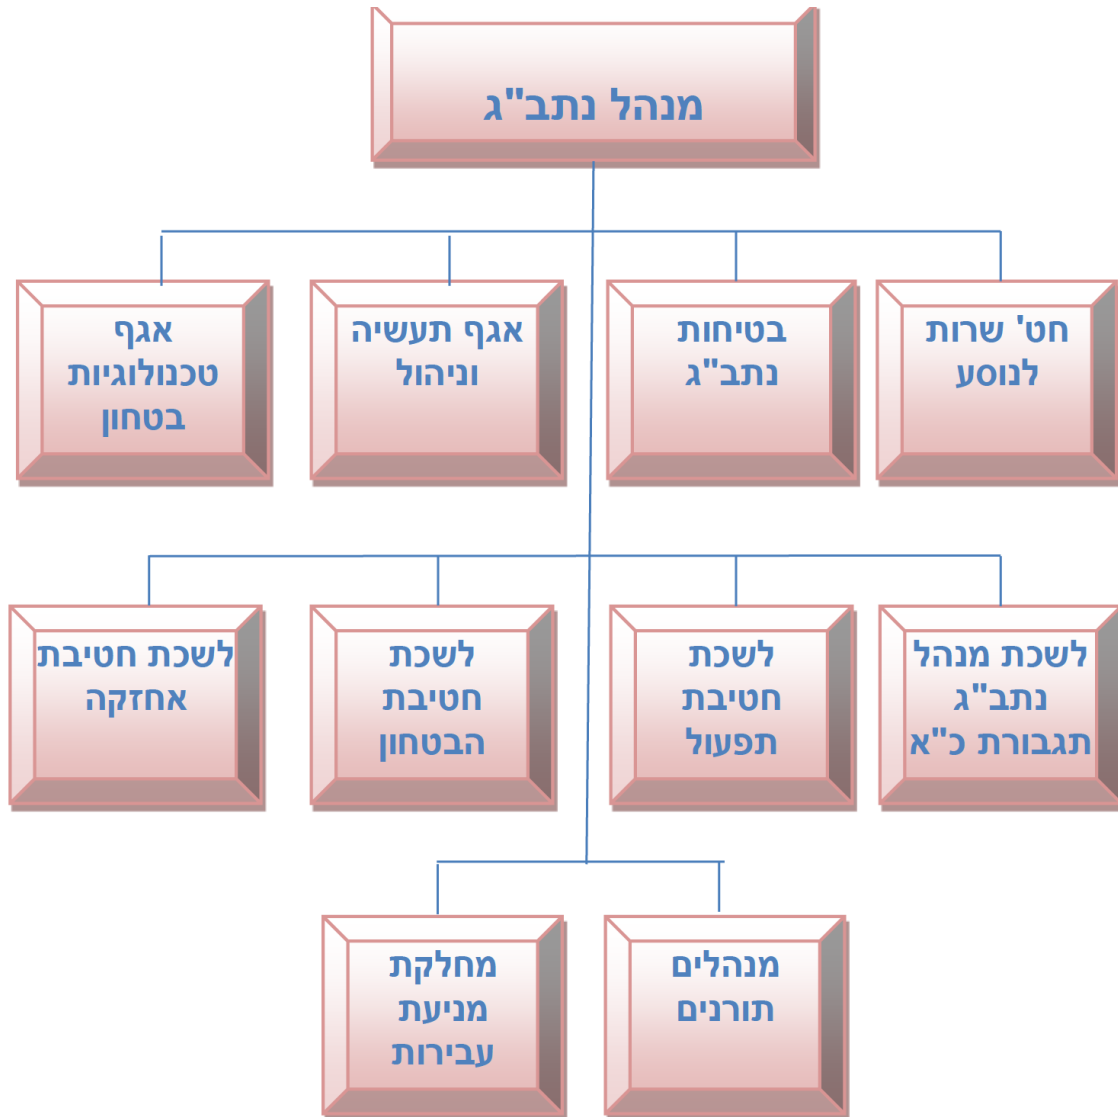 מנהל נתב"ג
חט' שרות
לנוסע
בטיחות
נתב"ג
אגף תעשיה
וניהול
אגף
טכנולוגיות
בטחון
לשכת מנהל
נתב"ג
תגבורת כ"א
לשכת
חטיבת
תפעול
לשכת
חטיבת
הבטחון
לשכת חטיבת
אחזקה
מנהלים
תורנים
מחלקת
מניעת
עבירות